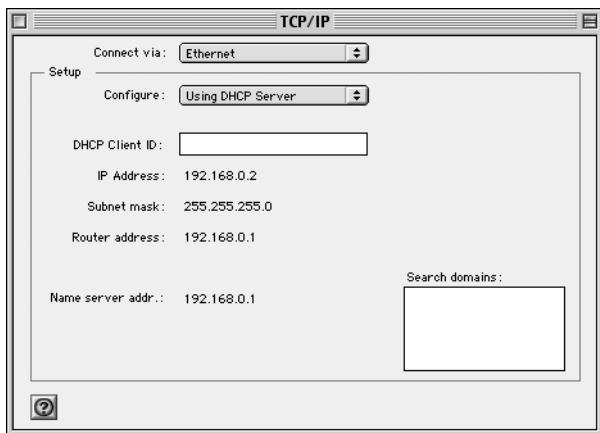 TCP/IP
Connect via: Ethernet
Setup
Configure: Using DHCP Server
DHCP Client ID:
IP Address: 192.168.0.2
Subnet mask: 255.255.255.0
Router address: 192.168.0.1
Search domains:
Name server addr.: 192.168.0.1
?